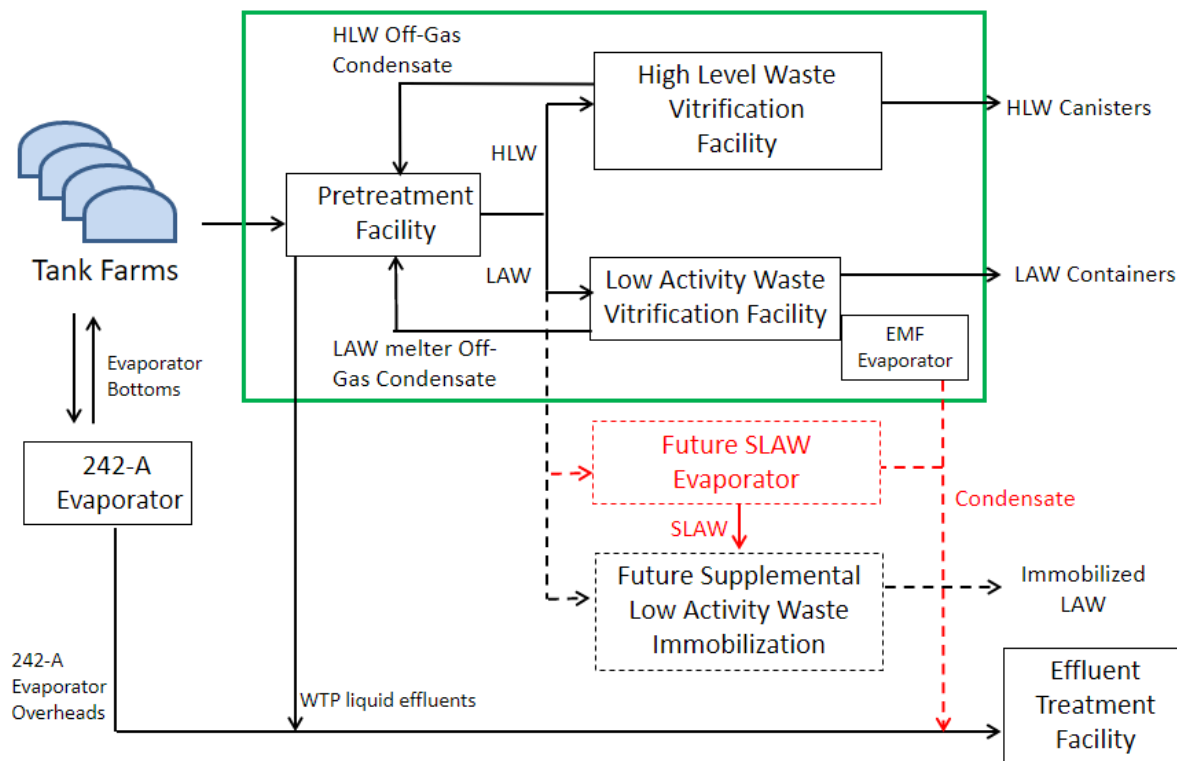 HLW Off-Gas
Condensate
High Level Waste
Vitrification
Facility
HLW Canisters
HLW
Pretreatment
Facility
Tank Farms
LAW
Low Activity Waste
Vitrification Facility
LAW Containers
EMF
Evaporator
LAW melter Off-
Gas Condensate
Evaporator
Bottoms
242-A
Evaporator
Future SLAW
Evaporator
Condensate
SLAW
Future Supplemental
Low Activity Waste
Immobilization
Immobilized
LAW
242-A
Evaporator
Overheads
WTP liquid effluents
Effluent
Treatment
Facility